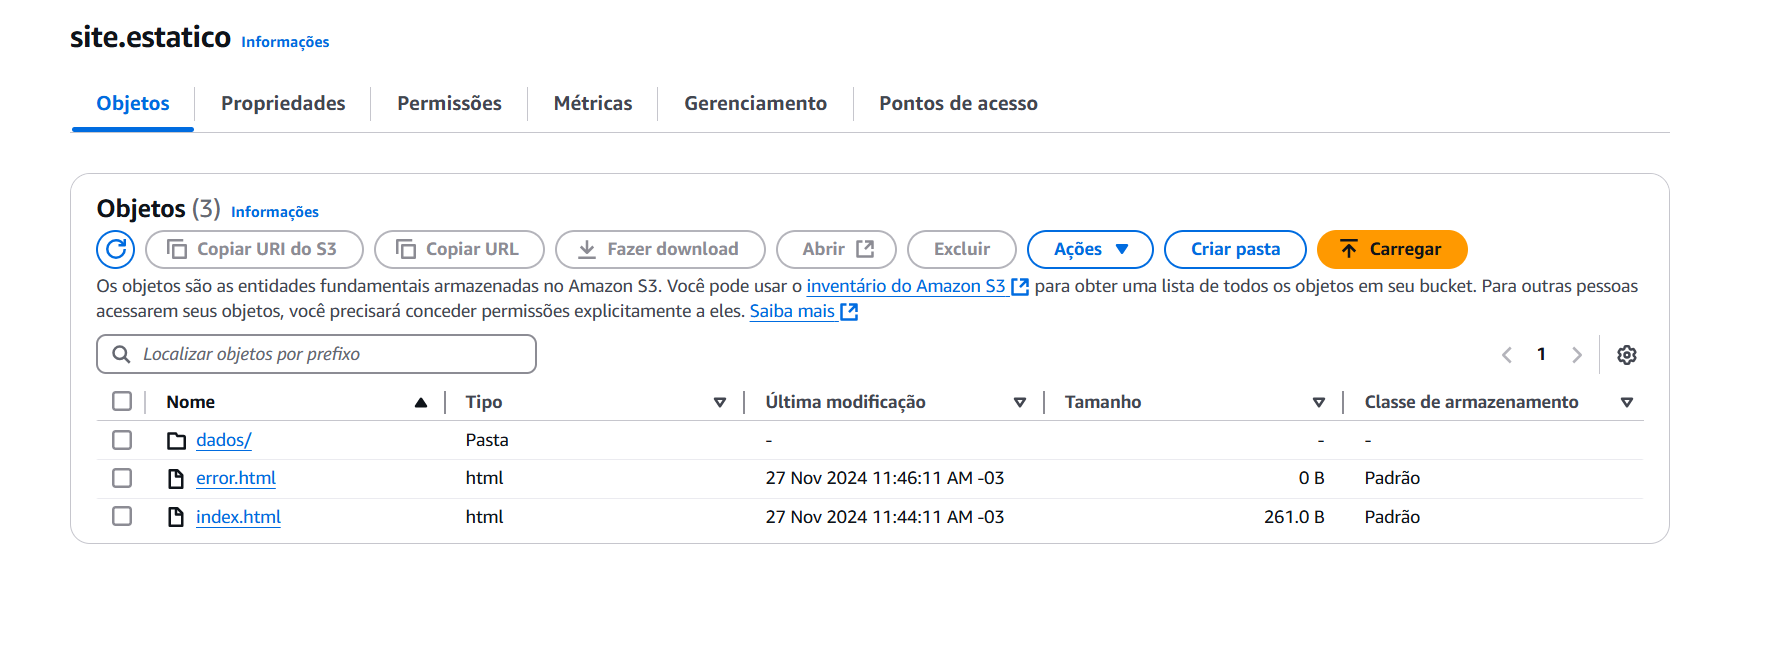 site.estatico Informações
Objetos Propriedades Permissões Métricas Gerenciamento Pontos de acesso
Objetos (3) Informações
Copiar URI do S3 Copiar URL Fazer download Abrir Excluir Ações Criar pasta Carregar
Os objetos são as entidades fundamentais armazenadas no Amazon S3. Você pode usar o inventário do Amazon S3 para obter uma lista de todos os objetos em seu bucket. Para outras pessoas
acessarem seus objetos, você precisará conceder permissões explicitamente a eles. Saiba mais
Localizar objetos por prefixo
1
Nome Tipo Última modificação Tamanho Classe de armazenamento
dados/ Pasta - - -
error.html html 27 Nov 2024 11:46:11 AM -03 0 B Padrão
index.html html 27 Nov 2024 11:44:11 AM -03 261.0 B Padrão